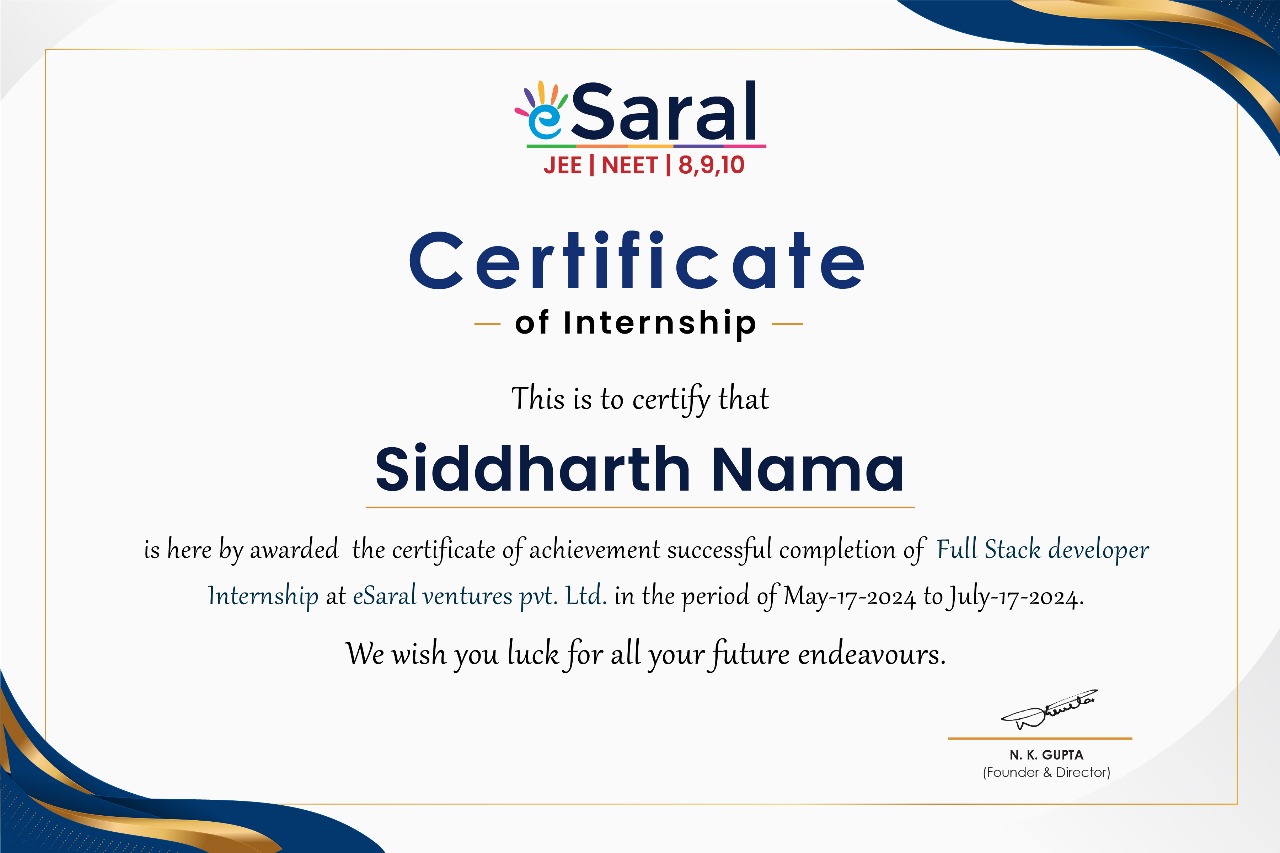 eSaral
JEE | NEET | 8,9,10
Certificate
of Internship
This is to certify that
Siddharth Nama
is here by awarded the certificate of achievement successful completion of Full Stack developer
Internship at eSaral ventures pvt. Ltd. in the period of May-17-2024 to July-17-2024.
We wish you luck for all your future endeavours.
N. K. GUPTA
(Founder & Director)